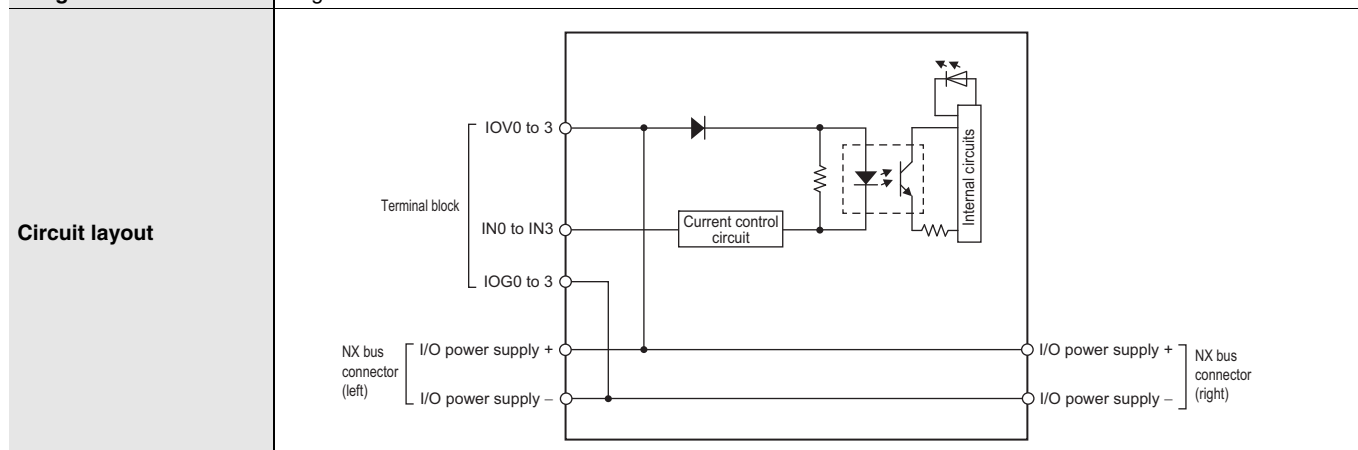 Circuit layout
IOV0 to 3
Terminal block
IN0 to IN3
IOG0 to 3
Current control
circuit
Internal circuits
NX bus
connector
(left)
I/O power supply +
I/O power supply –
I/O power supply +
I/O power supply –
NX bus
connector
(right)